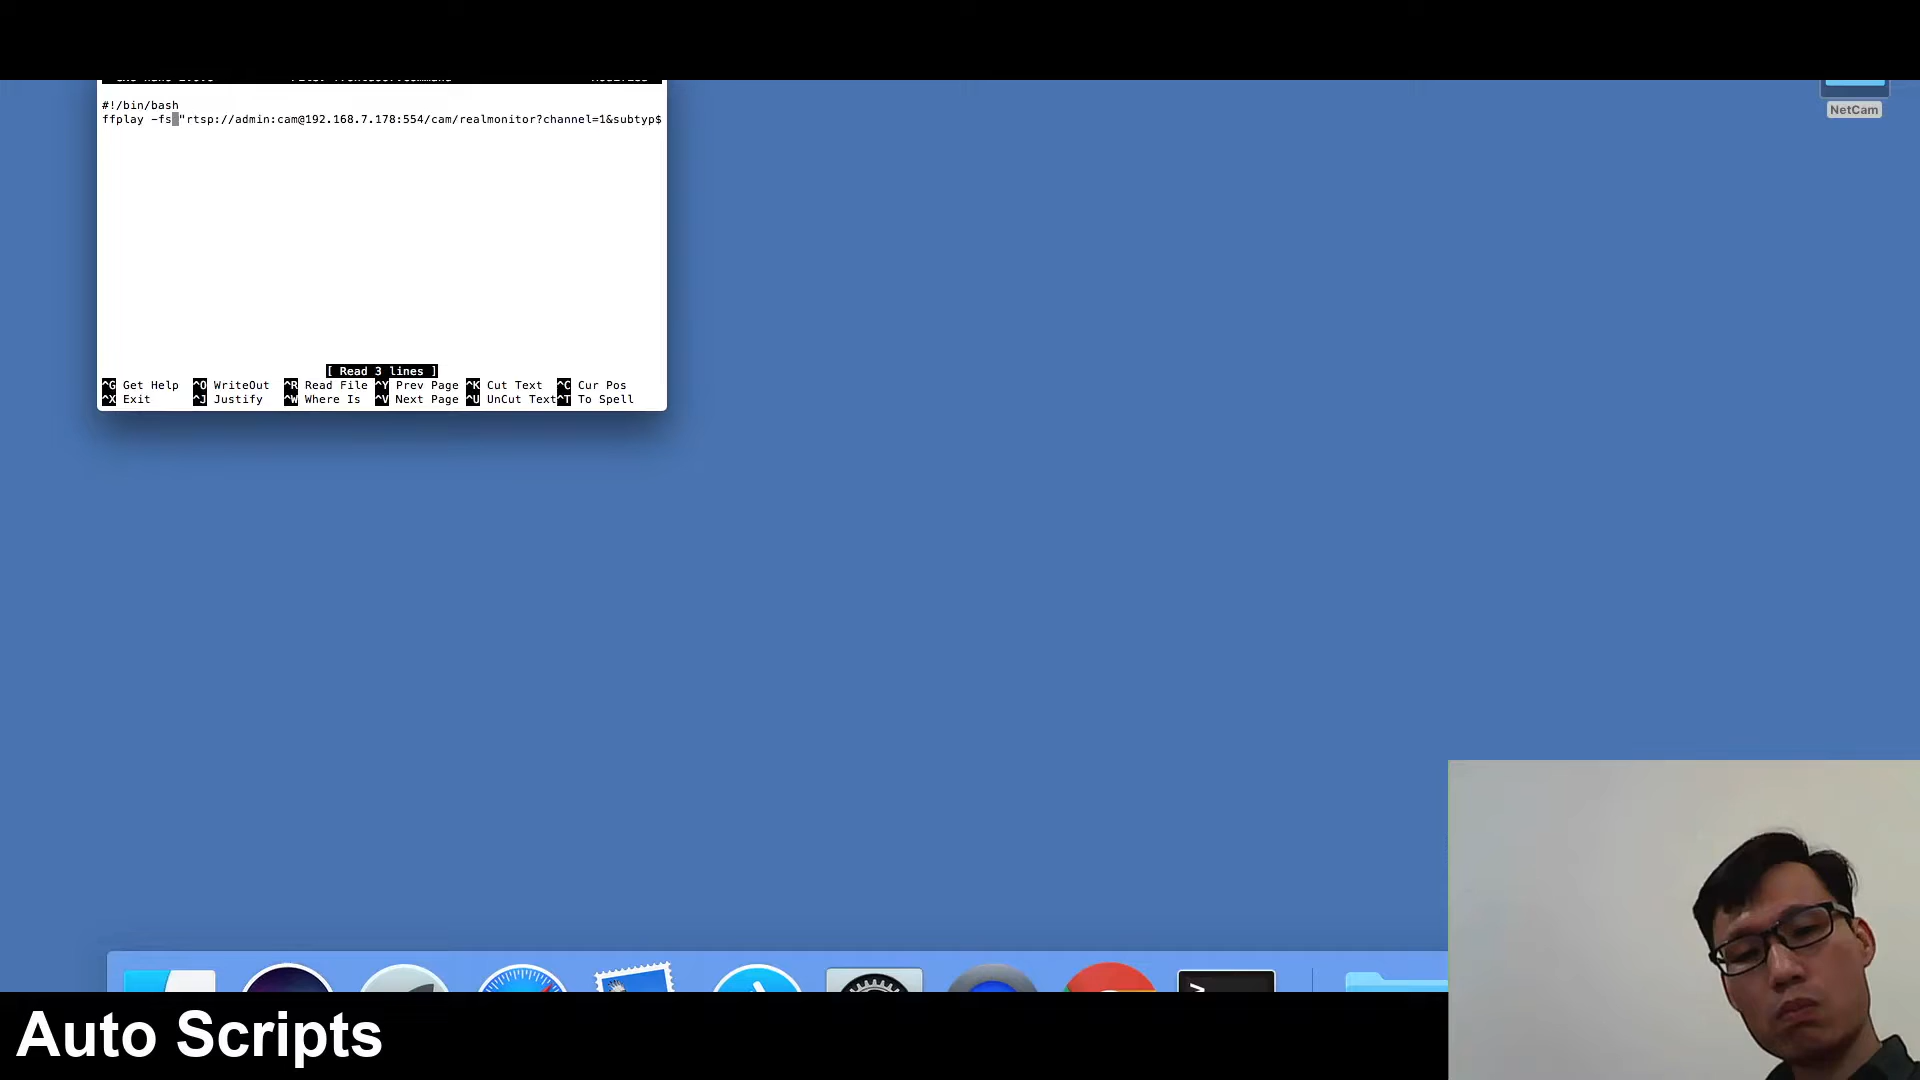 #!/bin/bash
ffplay -fs "rtsp://admin:cam@192.168.7.178:554/cam/realmonitor?channel=1&subtyp$
NetCam
[ Read 3 lines ]
^G Get Help ^O WriteOut ^R Read File ^Y Prev Page ^K Cut Text ^C Cur Pos
^X Exit ^J Justify ^W Where Is ^V Next Page ^U UnCut Text ^T To Spell
Auto Scripts